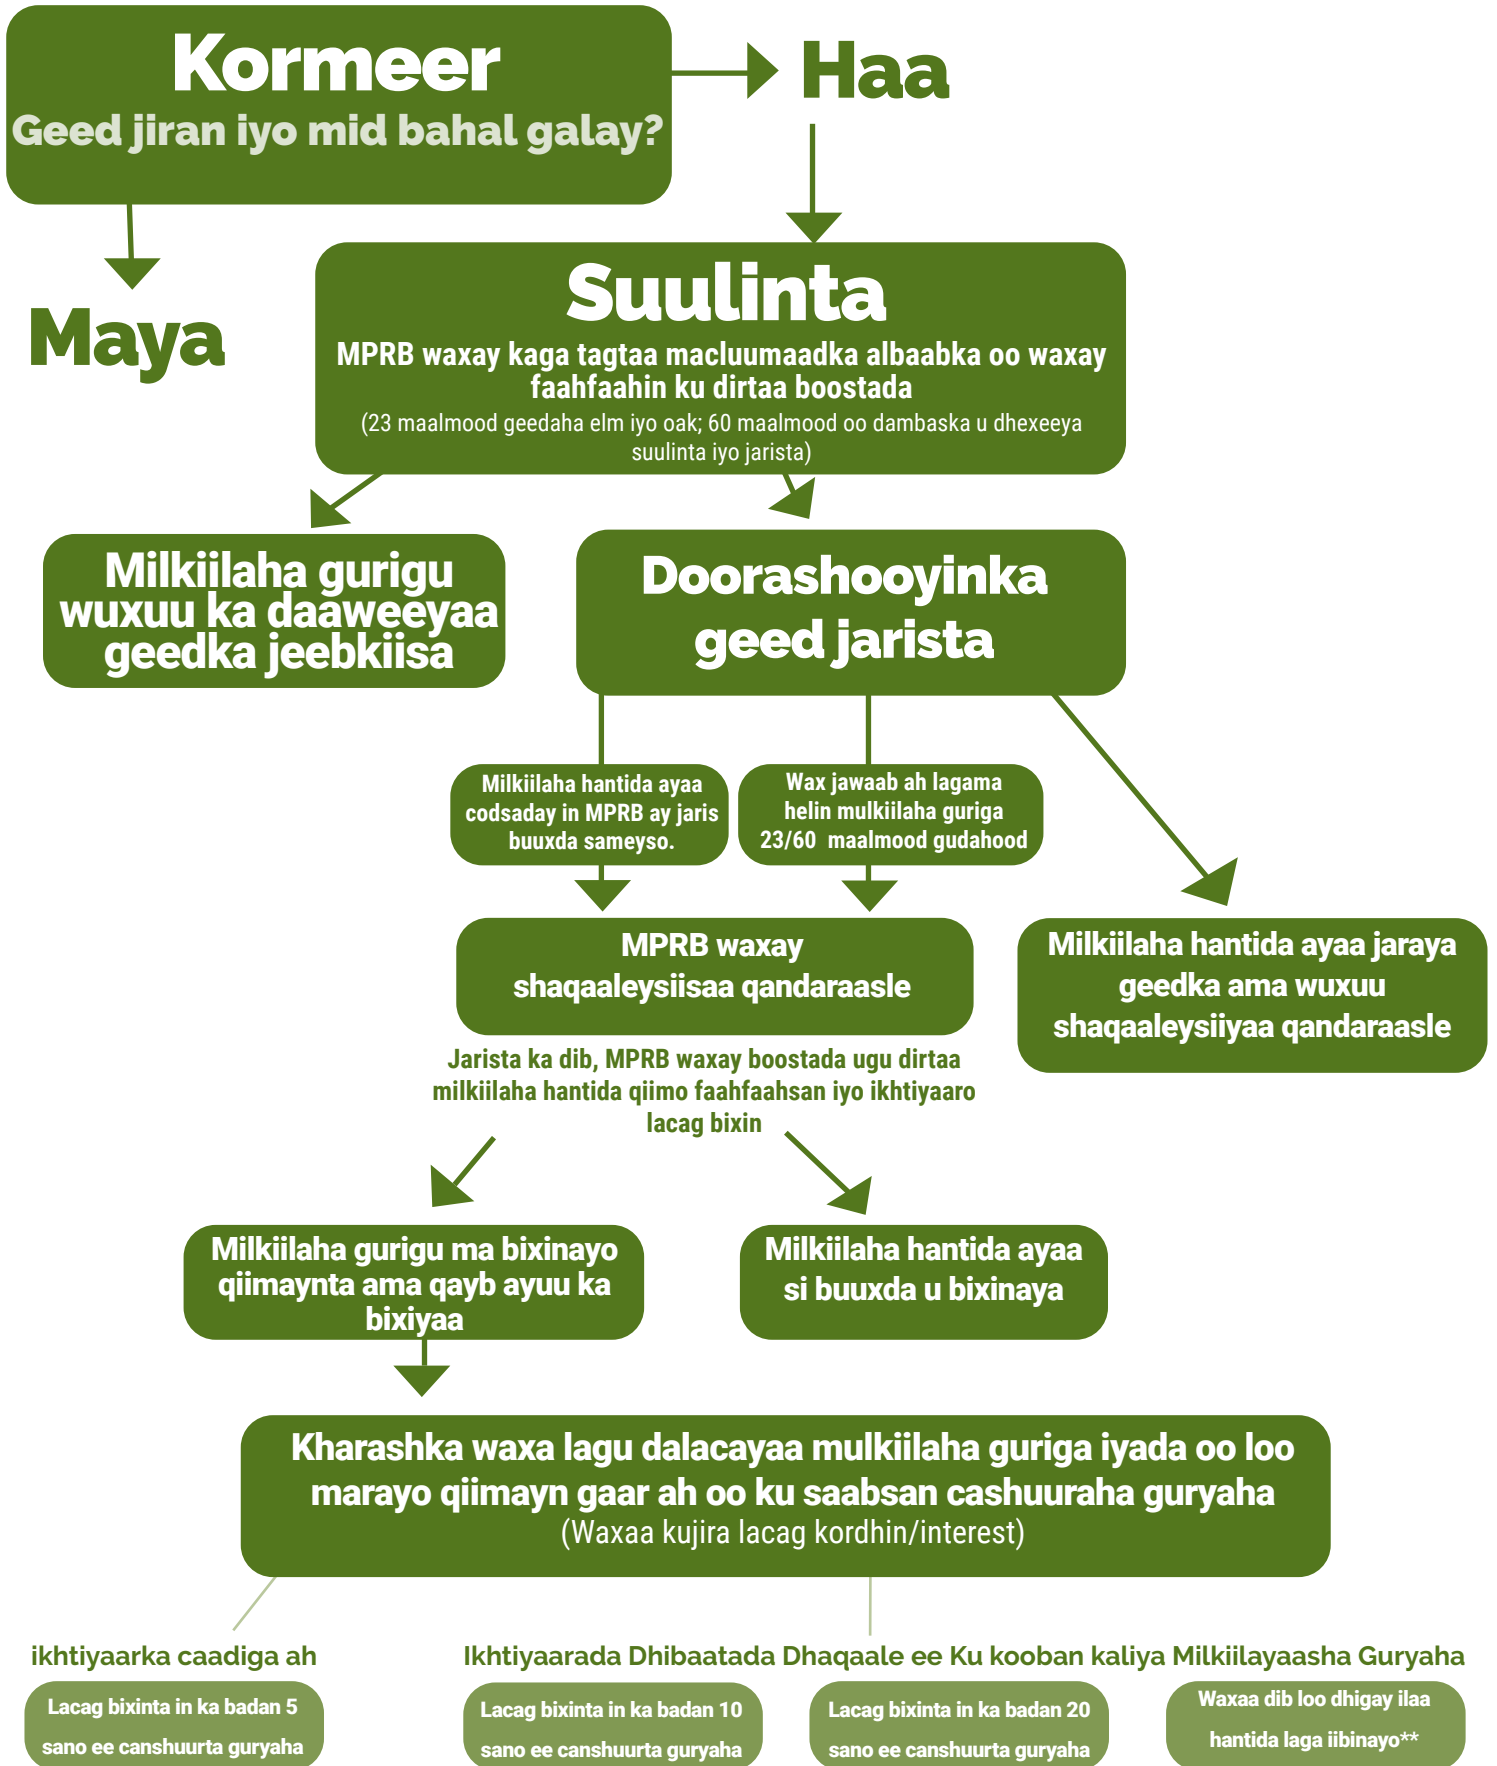 Kormeer
Geed jiran iyo mid bahal galay?
Haa
Maya
Suulinta
MPRB waxay kaga tagtaa macluumaadka albaabka oo waxay
faahfaahin ku dirtaa boostada
(23 maalmood geedaha elm iyo oak; 60 maalmood oo dambaska u dhexeeya
suulinta iyo jarista)
Milkiilaha gurigu
wuxuu ka daaweeyaa
geedka jeebkiisa
Doorashooyinka
geed jarista
Milkiilaha hantida ayaa
codsaday in MPRB ay jaris
buuxda sameyso.
Wax jawaab ah lagama
helin mulkiilaha guriga
23/60 maalmood gudahood
MPRB waxay
shaqaaleysiisaa qandaraasle
Milkiilaha hantida ayaa jaraya
geedka ama wuxuu
shaqaaleysiiyaa qandaraasle
Jarista ka dib, MPRB waxay boostada ugu dirtaa
milkiilaha hantida qiimo faahfaahsan iyo ikhtiyaaro
lacag bixin
Milkiilaha gurigu ma bixinayo
qiimaynta ama qayb ayuu ka
bixiyaa
Milkiilaha hantida ayaa
si buuxda u bixinaya
Kharashka waxa lagu dalacayaa mulkiilaha guriga iyada oo loo
marayo qiimayn gaar ah oo ku saabsan cashuuraha guryaha
(Waxaa kujira lacag kordhin/interest)
ikhtiyaarka caadiga ah
Ikhtiyaarada Dhibaatada Dhaqaale ee Ku kooban kaliya Milkiilayaasha Guryaha
Lacag bixinta in ka badan 5
sano ee canshuurta guryaha
Lacag bixinta in ka badan 10
sano ee canshuurta guryaha
Lacag bixinta in ka badan 20
sano ee canshuurta guryaha
Waxaa dib loo dhigay ilaa
hantida laga iibinayo**